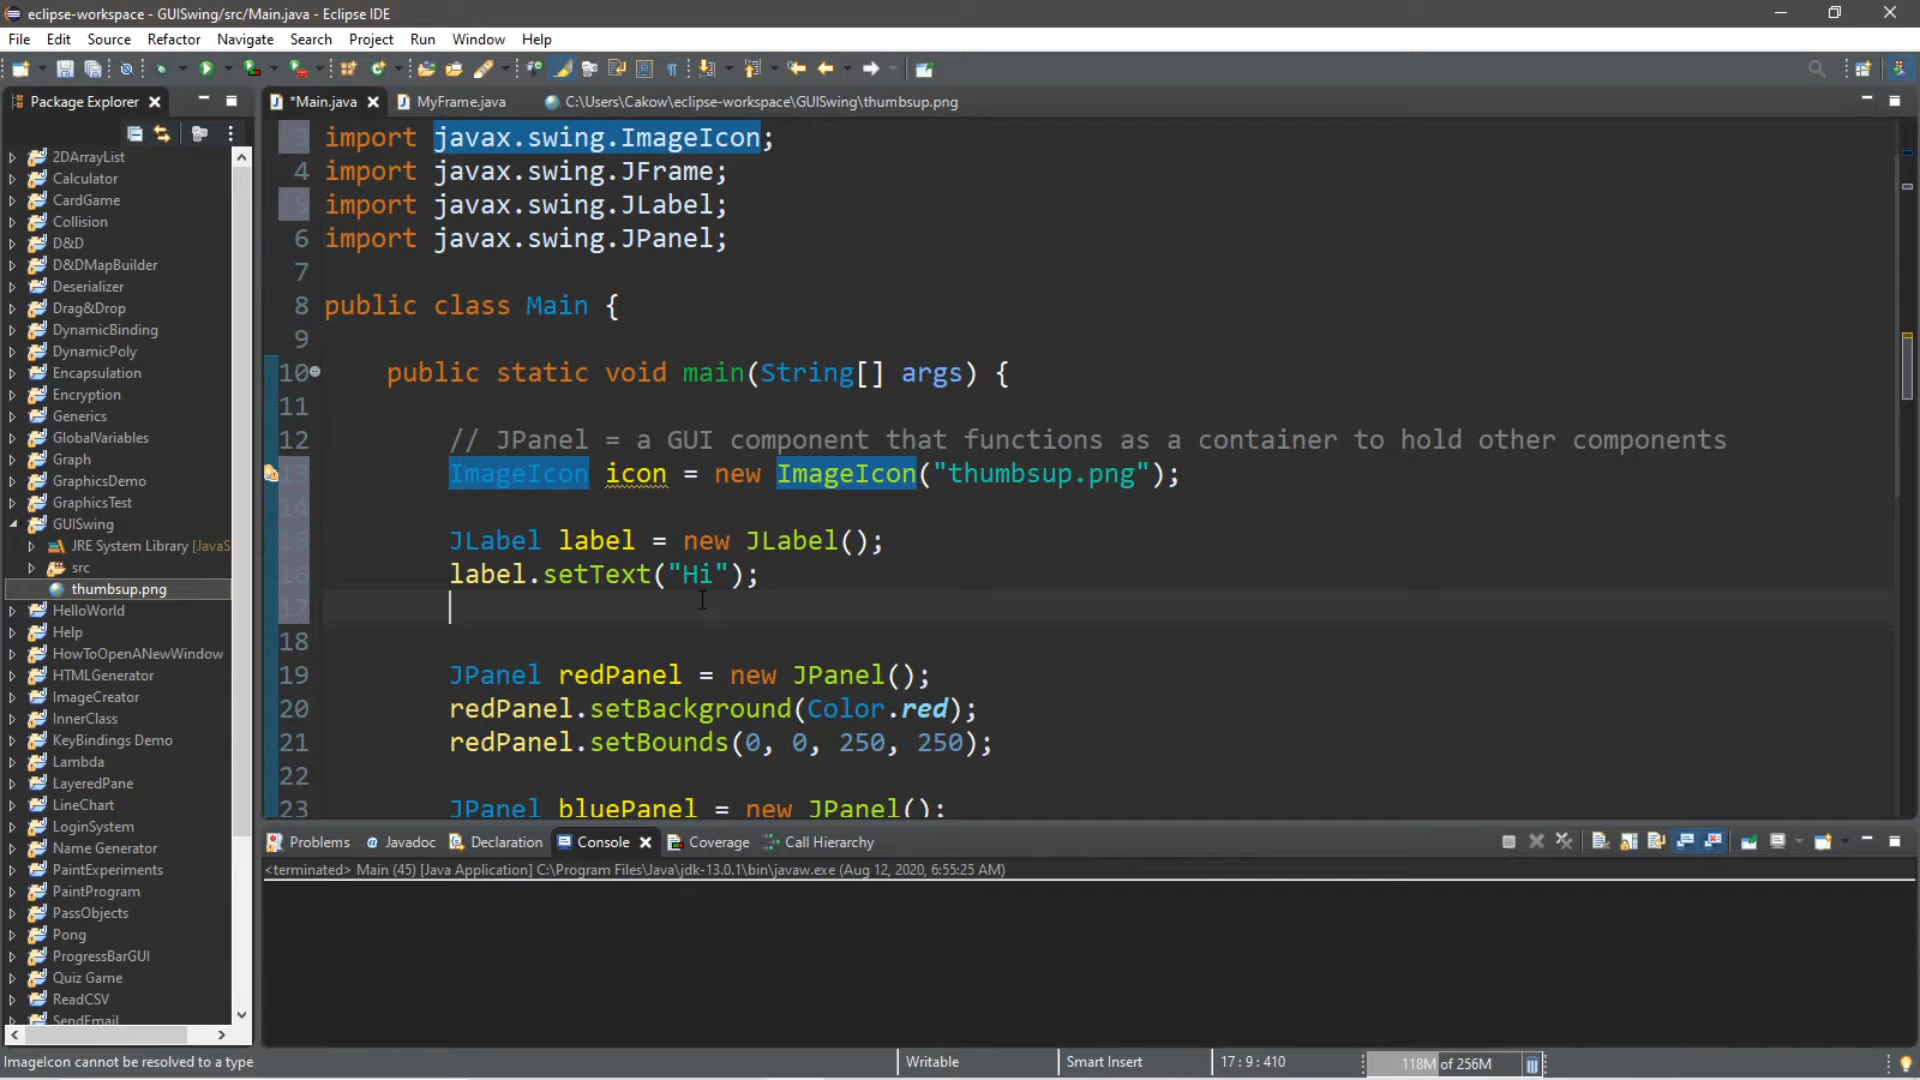 eclipse-workspace - GUISwing/src/Main.java - Eclipse IDE
File Edit Source Refactor Navigate Search Project Run Window Help
Package Explorer
*Main.java MyFrame.java C:\Users\Cakow\eclipse-workspace\GUISwing\thumbsup.png
2DArrayList
Calculator
CardGame
Collision
D&D
D&DMapBuilder
Deserializer
Drag&Drop
DynamicBinding
DynamicPoly
Encapsulation
Encryption
Generics
GlobalVariables
Graph
GraphicsDemo
GraphicsTest
GUISwing
JRE System Library [JavaS
src
thumbsup.png
HelloWorld
Help
HowToOpenANewWindow
HTMLGenerator
ImageCreator
InnerClass
KeyBindings Demo
Lambda
LayeredPane
LineChart
LoginSystem
Name Generator
PaintExperiments
PaintProgram
PassObjects
Pong
ProgressBarGUI
Quiz Game
ReadCSV
SendEmail
3 import javax.swing.ImageIcon;
4 import javax.swing.JFrame;
5 import javax.swing.JLabel;
6 import javax.swing.JPanel;
7
8 public class Main {
9
10 public static void main(String[] args) {
11
12 // JPanel = a GUI component that functions as a container to hold other components
13 ImageIcon icon = new ImageIcon("thumbsup.png");
14
15 JLabel label = new JLabel();
16 label.setText("Hi");
17
18
19 JPanel redPanel = new JPanel();
20 redPanel.setBackground(Color.red);
21 redPanel.setBounds(0, 0, 250, 250);
22
23 JPanel bluePanel = new JPanel();
Problems Javadoc Declaration Console Coverage Call Hierarchy
<terminated> Main (45) [Java Application] C:\Program Files\Java\jdk-13.0.1\bin\javaw.exe (Aug 12, 2020, 6:55:25 AM)
ImageIcon cannot be resolved to a type Writable Smart Insert 17 : 9 : 410 118M of 256M